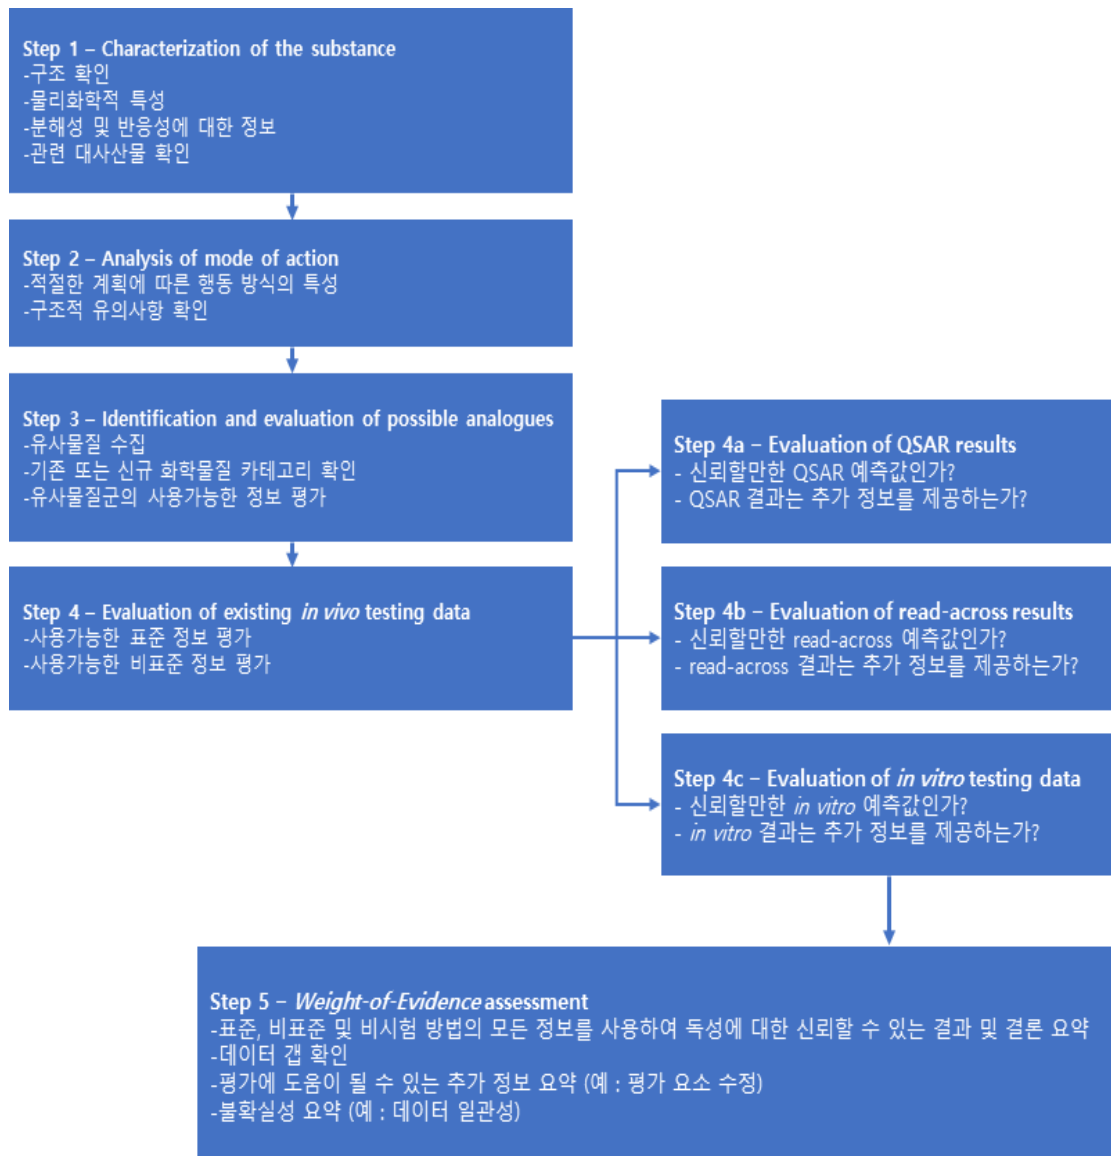 Step 1 – Characterization of the substance
-구조 확인
-물리화학적 특성
-분해성 및 반응성에 대한 정보
-관련 대사산물 확인
Step 2 – Analysis of mode of action
-적절한 계획에 따른 행동 방식의 특성
-구조적 유의사항 확인
Step 3 – Identification and evaluation of possible analogues
-유사물질 수집
-기존 또는 신규 화학물질 카테고리 확인
-유사물질군의 사용가능한 정보 평가
Step 4 – Evaluation of existing in vivo testing data
-사용가능한 표준 정보 평가
-사용가능한 비표준 정보 평가
Step 4a – Evaluation of QSAR results
- 신뢰할만한 QSAR 예측값인가?
- QSAR 결과는 추가 정보를 제공하는가?
Step 4b – Evaluation of read-across results
- 신뢰할만한 read-across 예측값인가?
- read-across 결과는 추가 정보를 제공하는가?
Step 4c – Evaluation of in vitro testing data
- 신뢰할만한 in vitro 예측값인가?
- in vitro 결과는 추가 정보를 제공하는가?
Step 5 – Weight-of-Evidence assessment
-표준, 비표준 및 비시험 방법의 모든 정보를 사용하여 독성에 대한 신뢰할 수 있는 결과 및 결론 요약
-데이터 갭 확인
-평가에 도움이 될 수 있는 추가 정보 요약 (예 : 평가 요소 수정)
-불확실성 요약 (예 : 데이터 일관성)